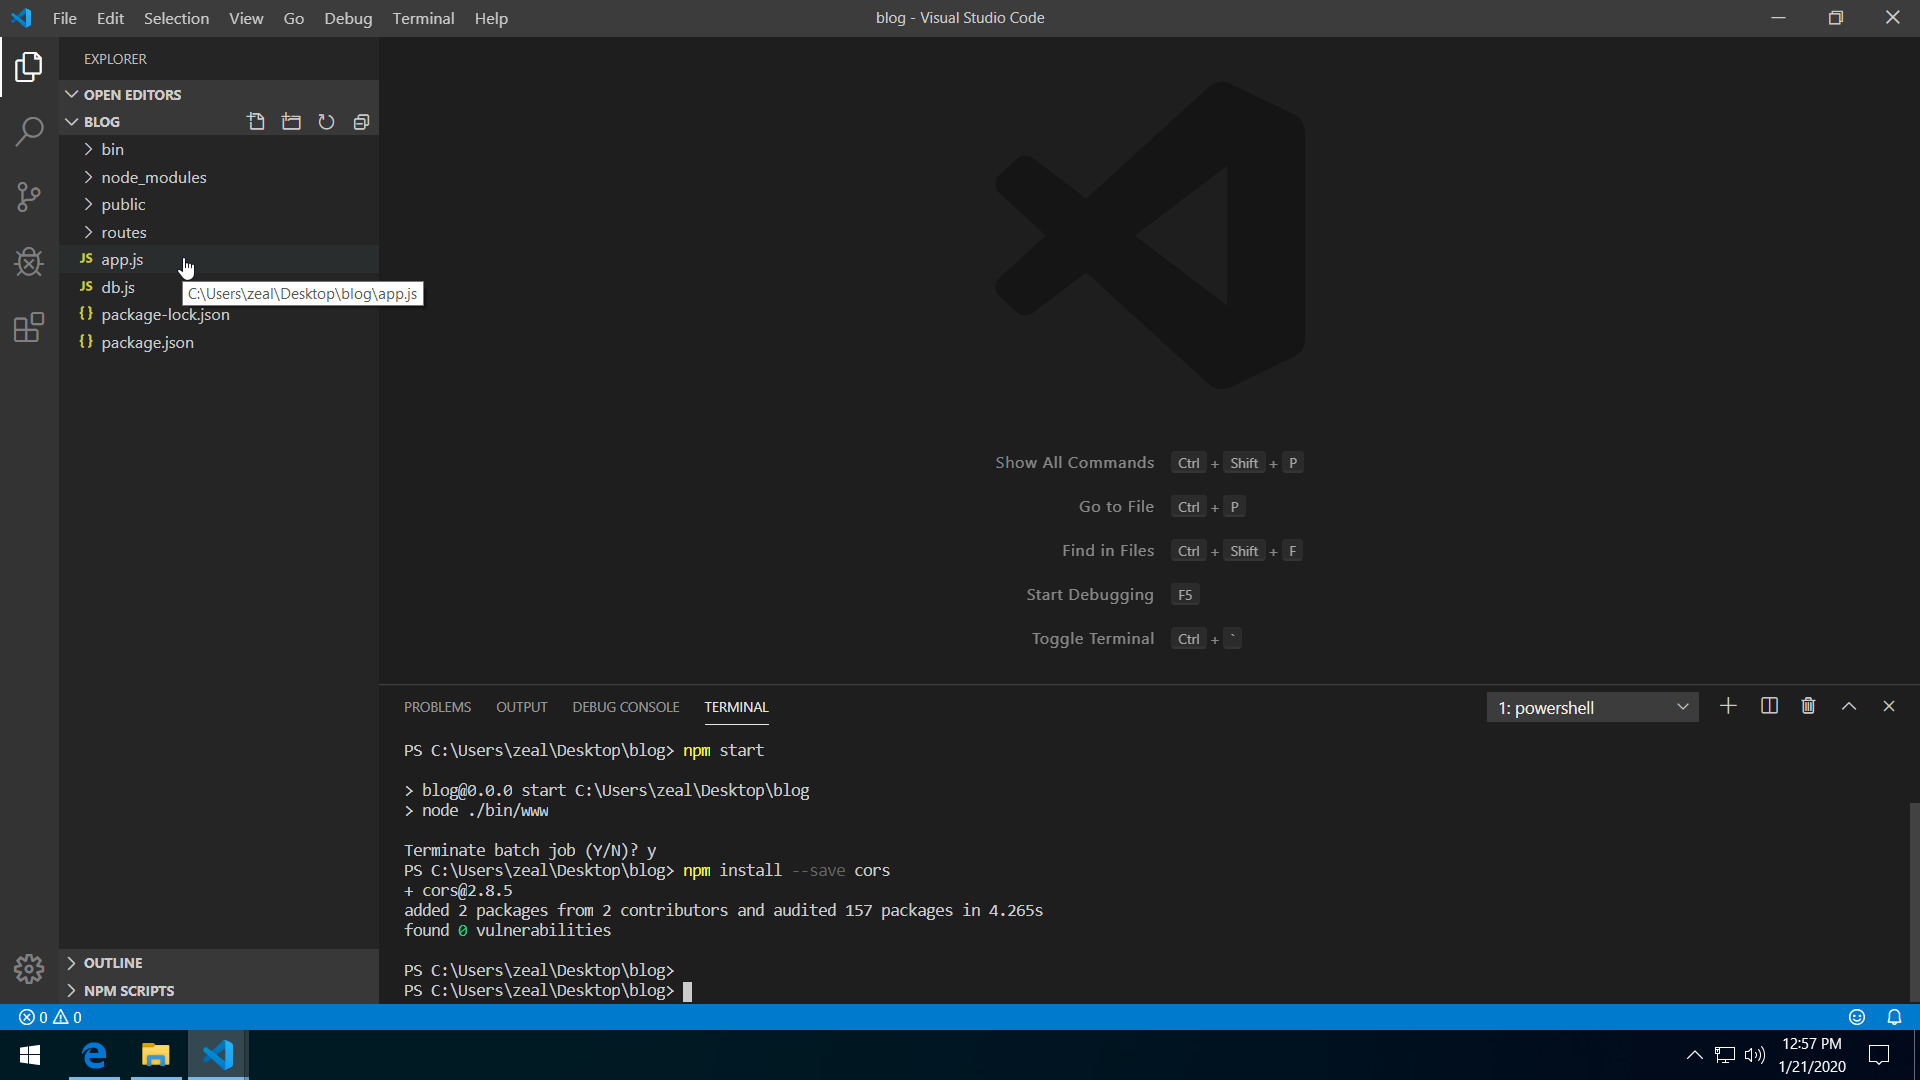 File Edit Selection View Go Debug Terminal Help
blog - Visual Studio Code
EXPLORER
OPEN EDITORS
BLOG
bin
node_modules
public
routes
JS app.js
JS db.js
C:\Users\zeal\Desktop\blog\app.js
{} package-lock.json
{} package.json
OUTLINE
NPM SCRIPTS
Show All Commands Ctrl + Shift + P
Go to File Ctrl + P
Find in Files Ctrl + Shift + F
Start Debugging F5
Toggle Terminal Ctrl + `
PROBLEMS OUTPUT DEBUG CONSOLE TERMINAL
1: powershell
PS C:\Users\zeal\Desktop\blog> npm start
> blog@0.0.0 start C:\Users\zeal\Desktop\blog
> node ./bin/www
Terminate batch job (Y/N)? y
PS C:\Users\zeal\Desktop\blog> npm install --save cors
+ cors@2.8.5
added 2 packages from 2 contributors and audited 157 packages in 4.265s
found 0 vulnerabilities
PS C:\Users\zeal\Desktop\blog>
PS C:\Users\zeal\Desktop\blog>
0 0
12:57 PM
1/21/2020